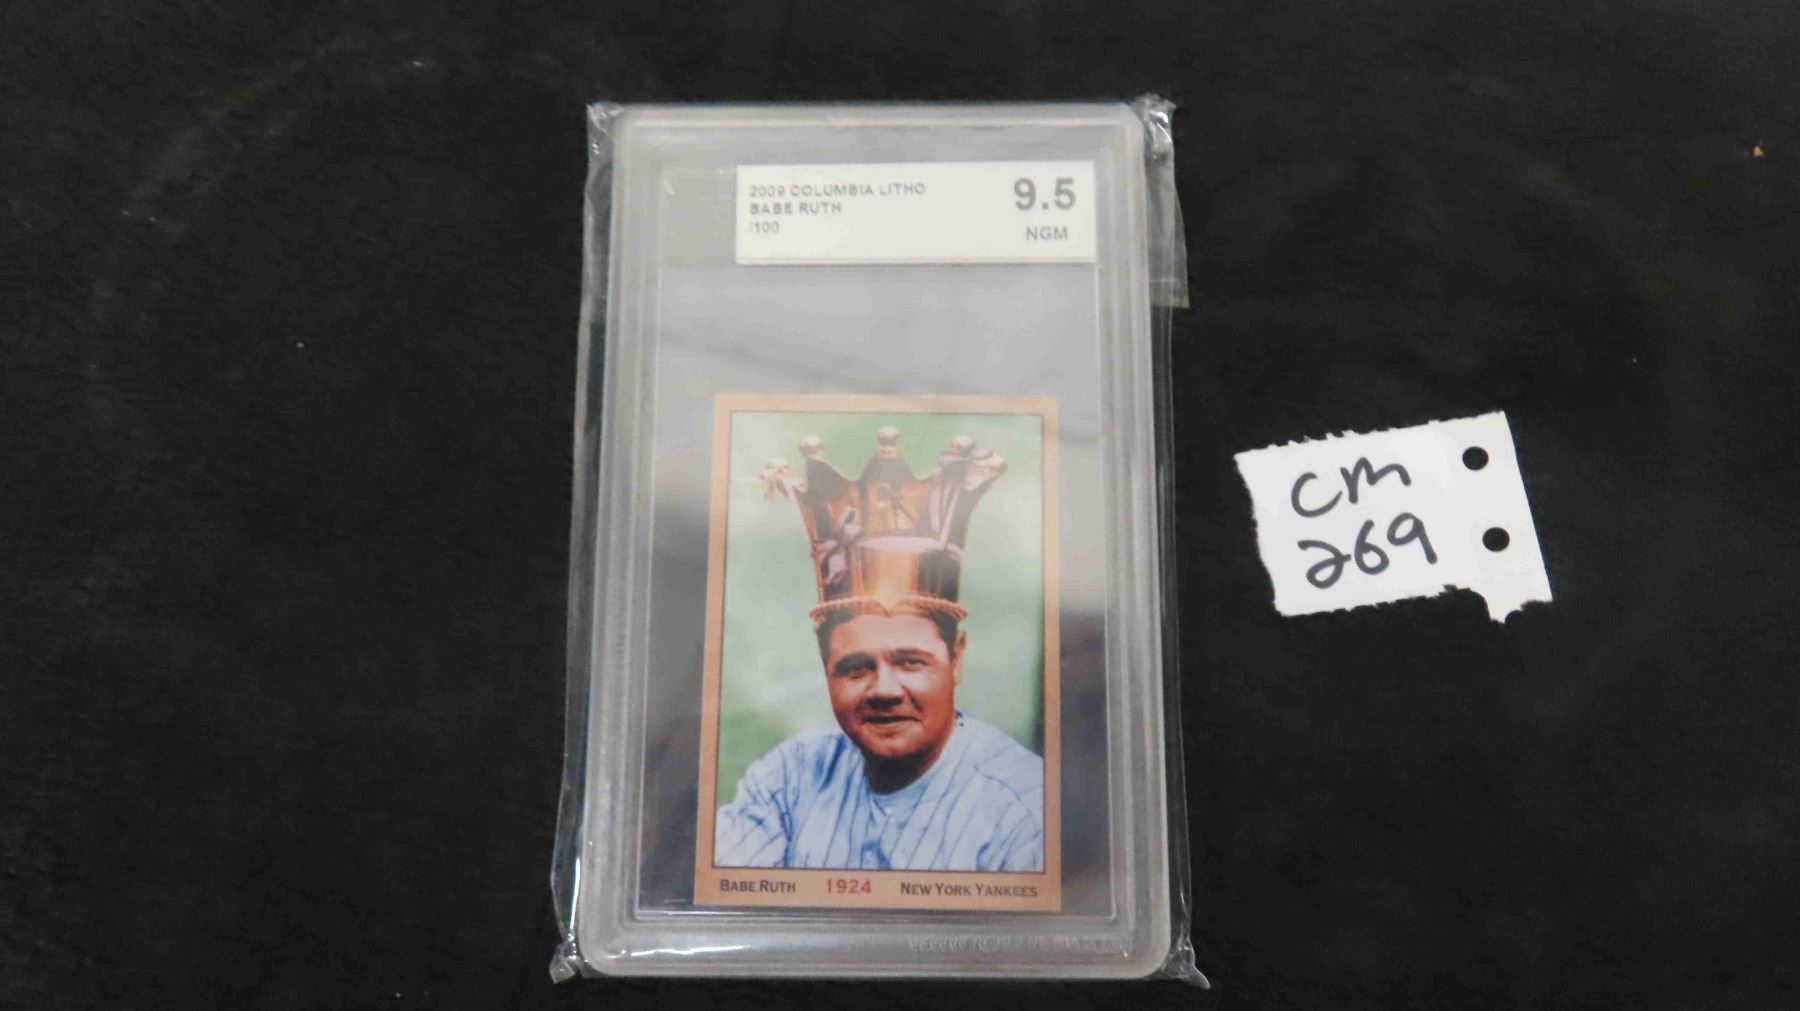 2009 COLUMBIA LITHO
BABE RUTH
/100
9.5
NGM
BABE RUTH 1924 NEW YORK YANKEES
CM
269